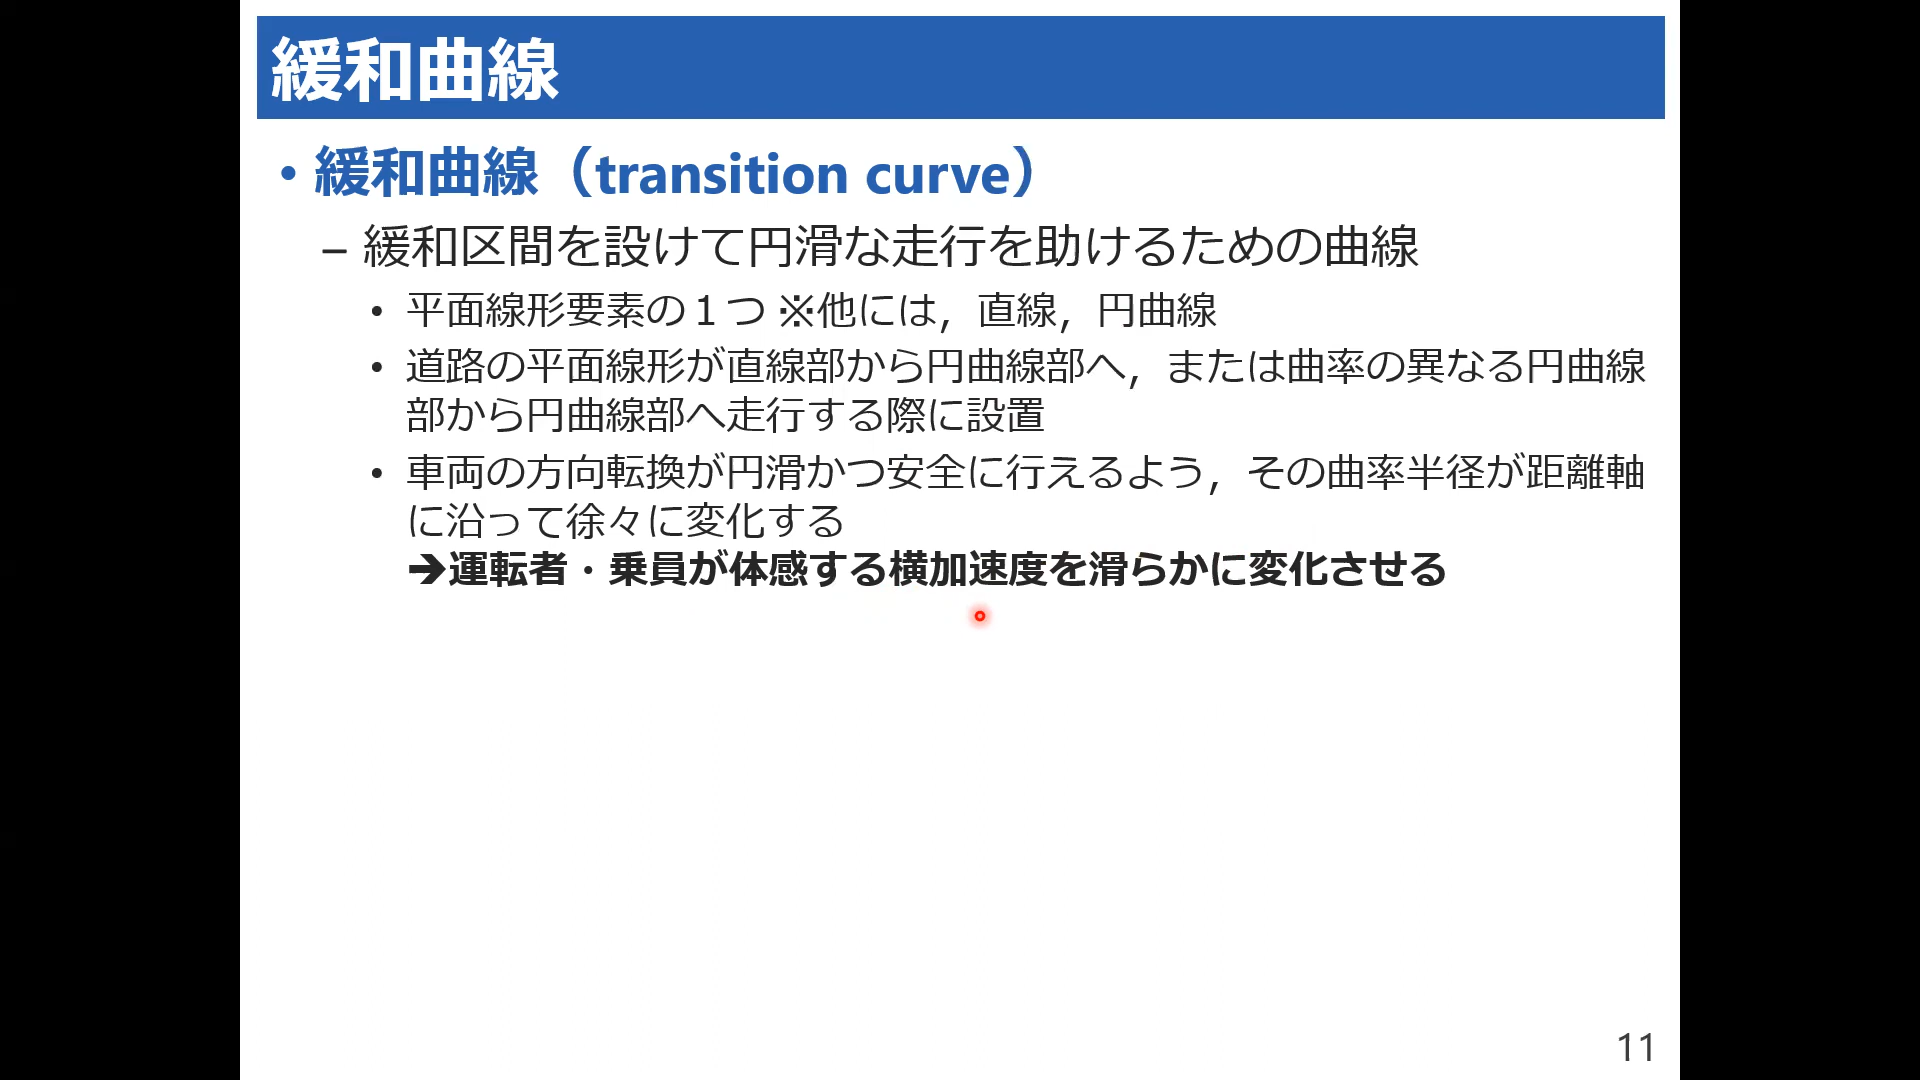 緩和曲線
• 緩和曲線（transition curve）
– 緩和区間を設けて円滑な走行を助けるための曲線
• 平面線形要素の１つ ※他には，直線，円曲線
• 道路の平面線形が直線部から円曲線部へ，または曲率の異なる円曲線
部から円曲線部へ走行する際に設置
• 車両の方向転換が円滑かつ安全に行えるよう，その曲率半径が距離軸
に沿って徐々に変化する
➔運転者・乗員が体感する横加速度を滑らかに変化させる
11